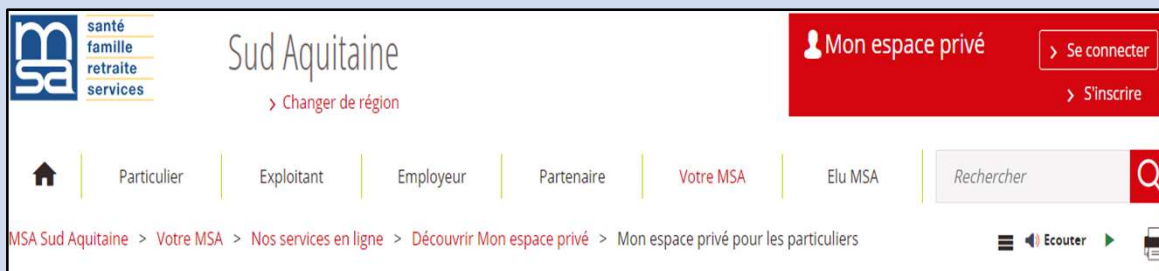 msa
santé
famille
retraite
services
Sud Aquitaine
> Changer de région
Mon espace privé
> Se connecter
> S'inscrire
Particulier Exploitant Employeur Partenaire Votre MSA Elu MSA Rechercher
MSA Sud Aquitaine > Votre MSA > Nos services en ligne > Découvrir Mon espace privé > Mon espace privé pour les particuliers Ecouter